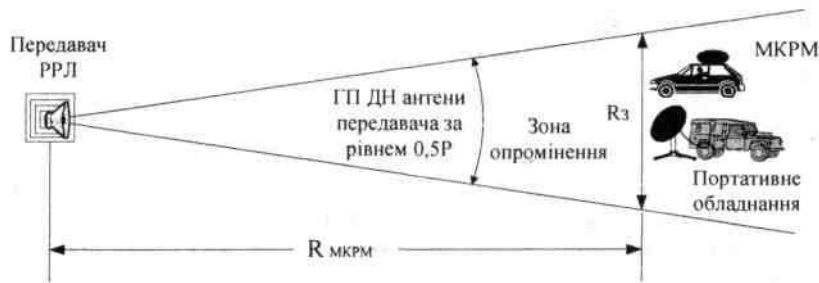 Передавач
РРЛ
ГП ДН антени
передавача за
рівнем 0,5Р
Зона
опромінення
Rз
МКРМ
Портативне
обладнання
R МКРМ